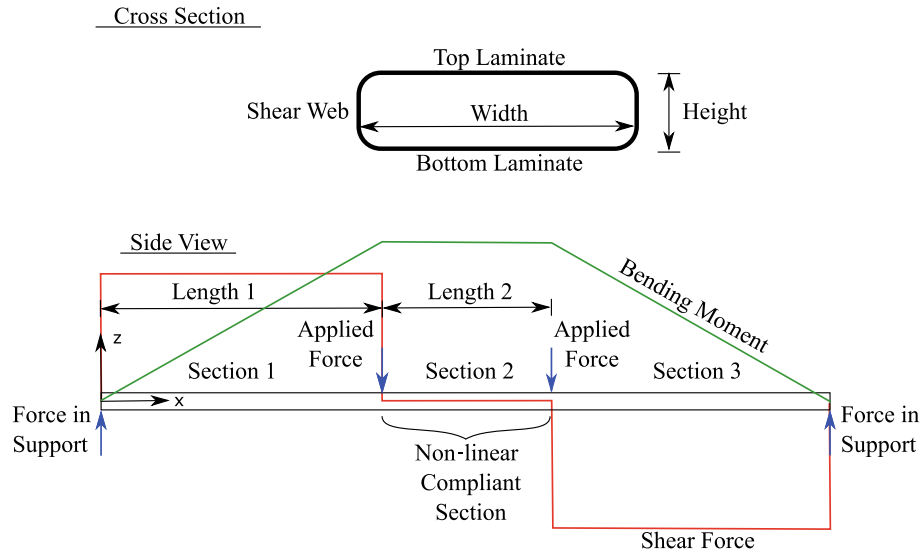 Cross Section
Top Laminate
Shear Web
Width
Height
Bottom Laminate
Side View
Length 1
Length 2
Bending Moment
Applied
Force
Applied
Force
z
Section 1
Section 2
Section 3
x
Force in
Support
Force in
Support
Non-linear
Compliant
Section
Shear Force